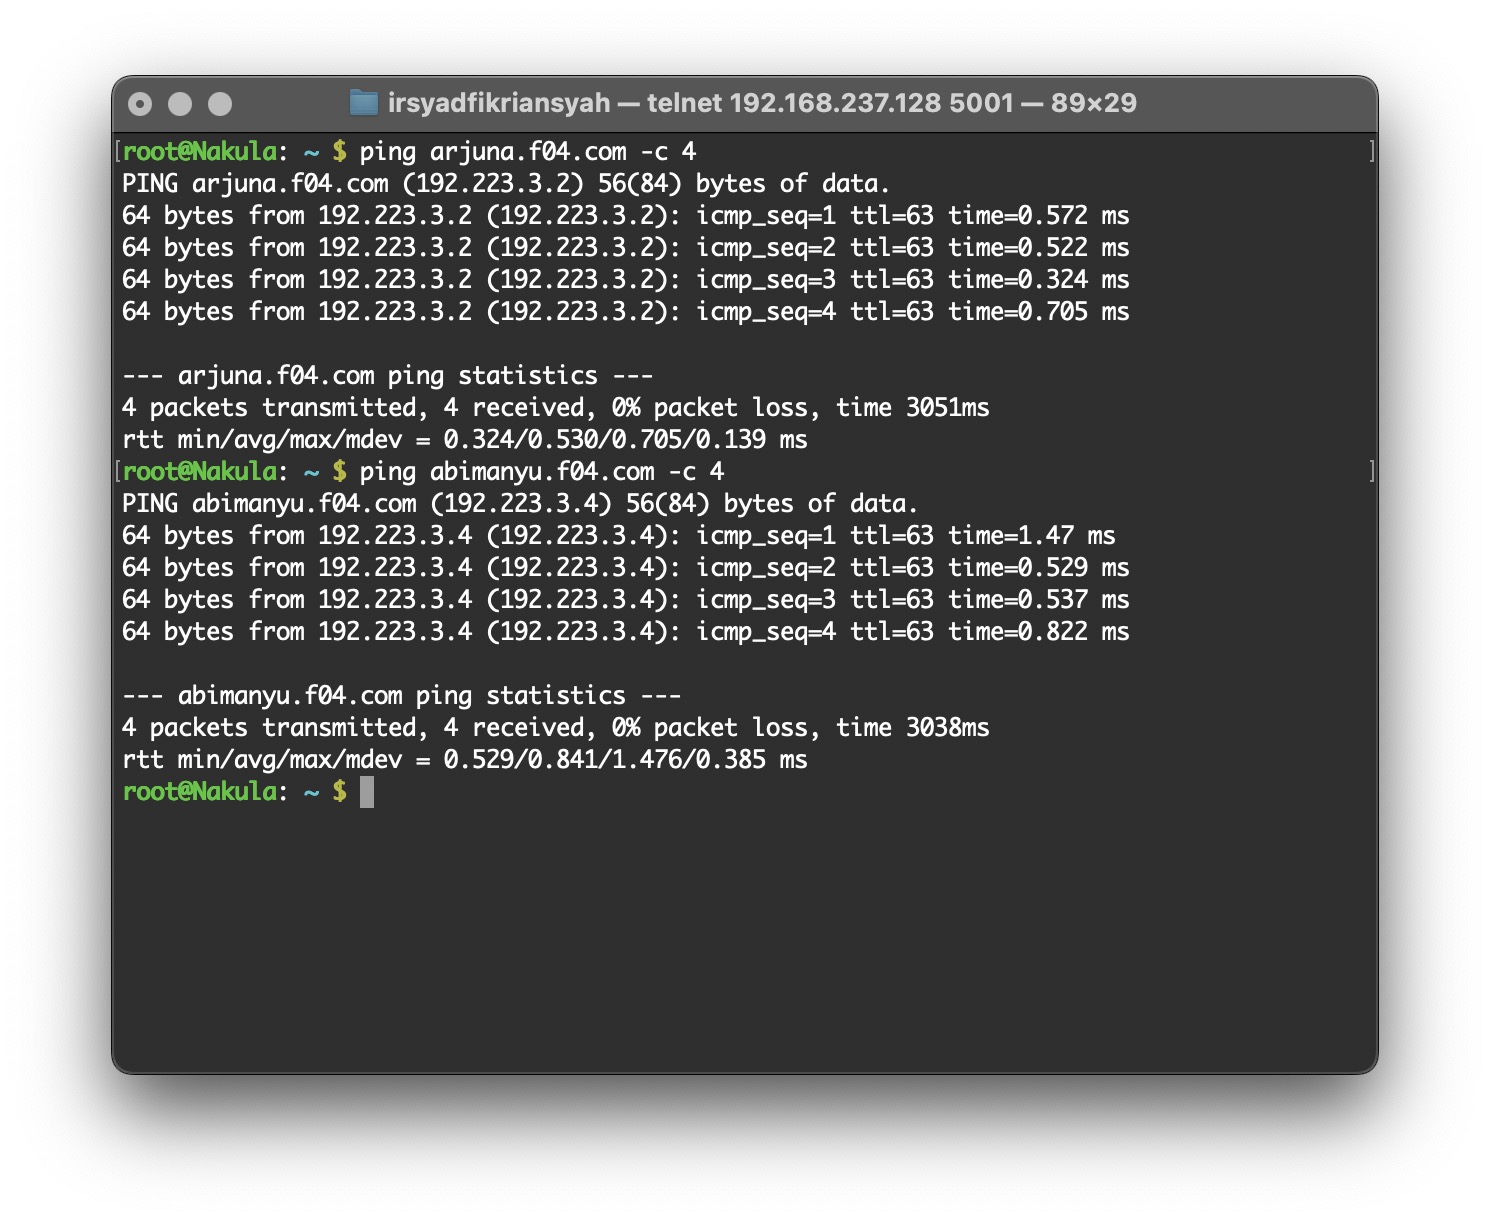 irsyadfikriansyah — telnet 192.168.237.128 5001 — 89×29
[root@Nakula: ~ $ ping arjuna.f04.com -c 4 ]
PING arjuna.f04.com (192.223.3.2) 56(84) bytes of data.
64 bytes from 192.223.3.2 (192.223.3.2): icmp_seq=1 ttl=63 time=0.572 ms
64 bytes from 192.223.3.2 (192.223.3.2): icmp_seq=2 ttl=63 time=0.522 ms
64 bytes from 192.223.3.2 (192.223.3.2): icmp_seq=3 ttl=63 time=0.324 ms
64 bytes from 192.223.3.2 (192.223.3.2): icmp_seq=4 ttl=63 time=0.705 ms

--- arjuna.f04.com ping statistics ---
4 packets transmitted, 4 received, 0% packet loss, time 3051ms
rtt min/avg/max/mdev = 0.324/0.530/0.705/0.139 ms
[root@Nakula: ~ $ ping abimanyu.f04.com -c 4 ]
PING abimanyu.f04.com (192.223.3.4) 56(84) bytes of data.
64 bytes from 192.223.3.4 (192.223.3.4): icmp_seq=1 ttl=63 time=1.47 ms
64 bytes from 192.223.3.4 (192.223.3.4): icmp_seq=2 ttl=63 time=0.529 ms
64 bytes from 192.223.3.4 (192.223.3.4): icmp_seq=3 ttl=63 time=0.537 ms
64 bytes from 192.223.3.4 (192.223.3.4): icmp_seq=4 ttl=63 time=0.822 ms

--- abimanyu.f04.com ping statistics ---
4 packets transmitted, 4 received, 0% packet loss, time 3038ms
rtt min/avg/max/mdev = 0.529/0.841/1.476/0.385 ms
root@Nakula: ~ $